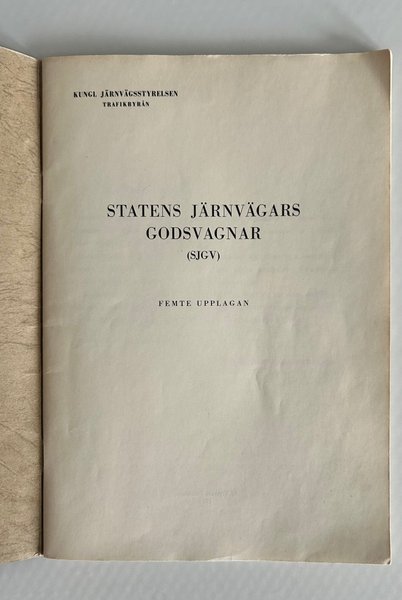 KUNGL JÄRNVÄGSSTYRELSEN
TRAFIKBYRÅN
STATENS JÄRNVÄGARS
GODSVAGNAR
(SJGV)
FEMTE UPPLAGAN